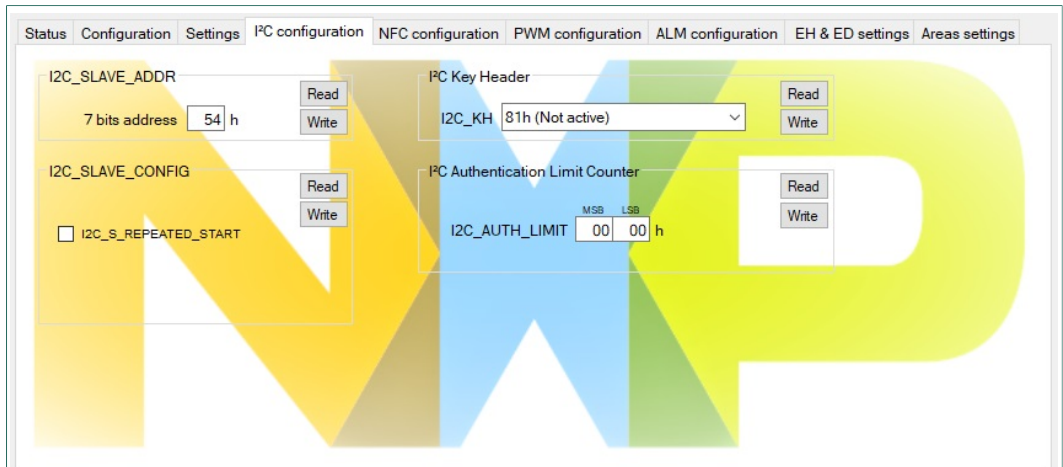 Status Configuration Settings I²C configuration NFC configuration PWM configuration ALM configuration EH & ED settings Areas settings
I2C_SLAVE_ADDR
Read
7 bits address 54 h
Write
I²C Key Header
Read
I2C_KH 81h (Not active)
Write
I2C_SLAVE_CONFIG
Read
Write
I2C_S_REPEATED_START
I²C Authentication Limit Counter
Read
MSB LSB
I2C_AUTH_LIMIT 00 00 h
Write
NXP